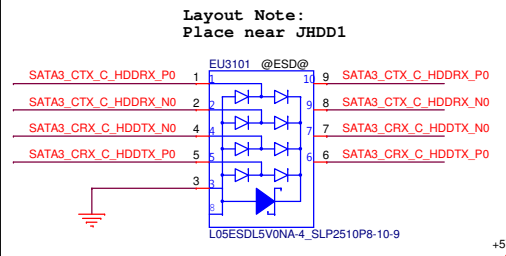 Layout Note:
Place near JHDD1
EU3101 @ESD@
SATA3_CTX_C_HDDRX_P0 1 1 10 9 SATA3_CTX_C_HDDRX_P0
SATA3_CTX_C_HDDRX_N0 2 2 9 8 SATA3_CTX_C_HDDRX_N0
SATA3_CRX_C_HDDTX_N0 4 4 7 7 SATA3_CRX_C_HDDTX_N0
SATA3_CRX_C_HDDTX_P0 5 5 6 6 SATA3_CRX_C_HDDTX_P0
3 3
8
L05ESDL5V0NA-4_SLP2510P8-10-9
+5